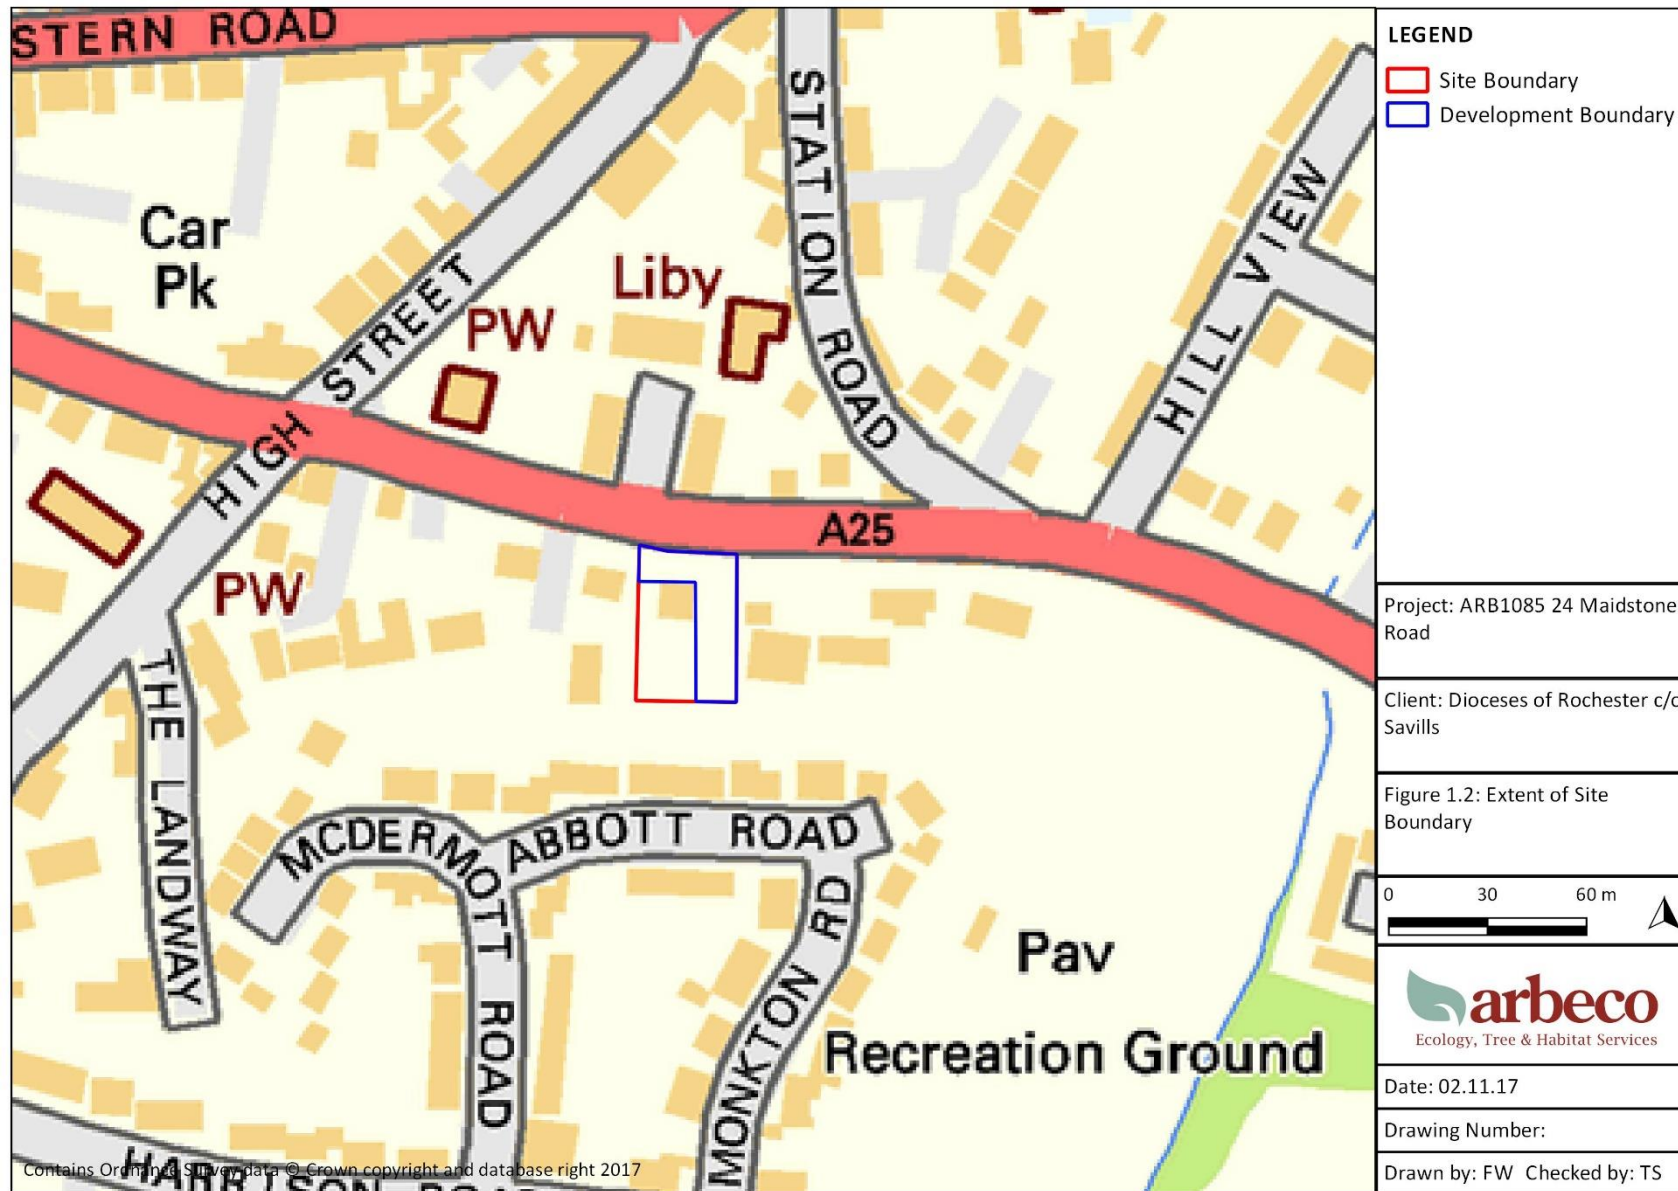 STERN ROAD
STATION ROAD
HILL VIEW
Car
Pk
HIGH STREET
PW
Liby
A25
PW
THE LANDWAY
MCDERMOTT ROAD
ABBOTT ROAD
MONKTON RD
Pav
Recreation Ground
Contains Ordnance Survey data © Crown copyright and database right 2017
LEGEND
Site Boundary
Development Boundary
Project: ARB1085 24 Maidstone
Road
Client: Dioceses of Rochester c/o
Savills
Figure 1.2: Extent of Site
Boundary
0 30 60 m
arbeco
Ecology, Tree & Habitat Services
Date: 02.11.17
Drawing Number:
Drawn by: FW Checked by: TS